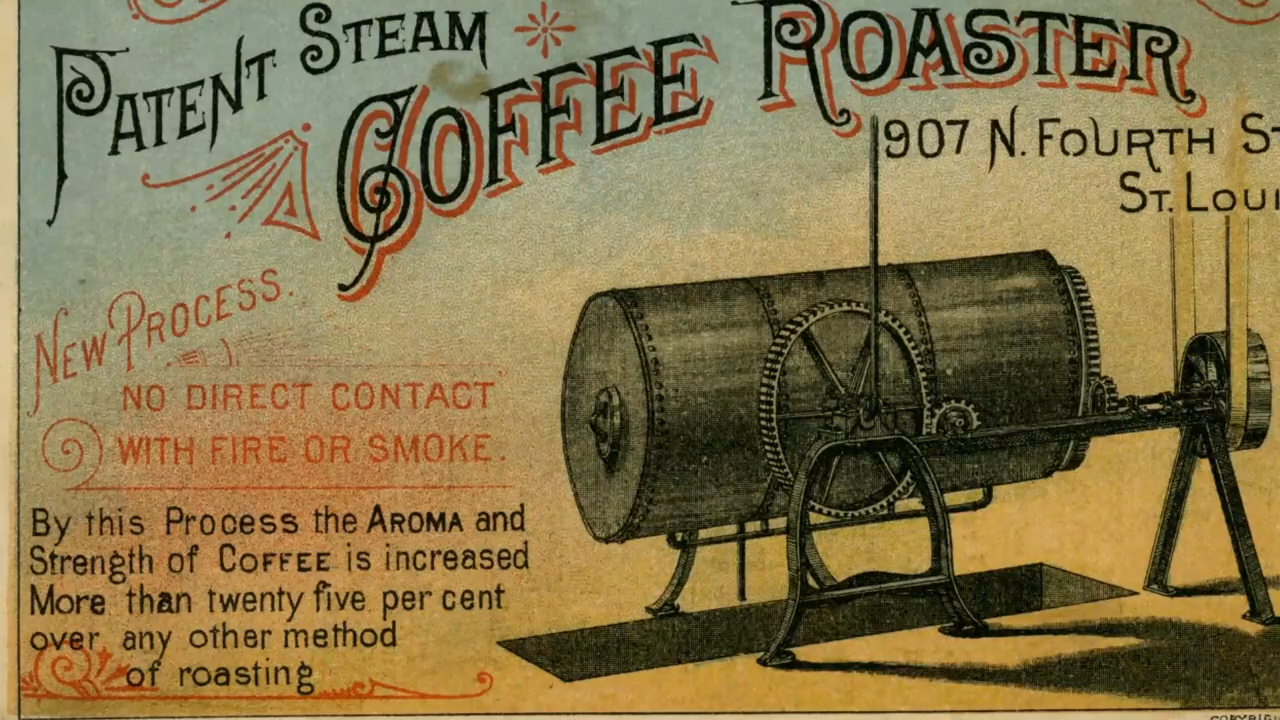 PATENT STEAM
COFFEE ROASTER
907 N. FOURTH
ST.
NEW PROCESS.
NO DIRECT CONTACT
WITH FIRE OR SMOKE.
By this Process the AROMA and
Strength of COFFEE is increased
More than twenty five per cent
over any other method
of roasting